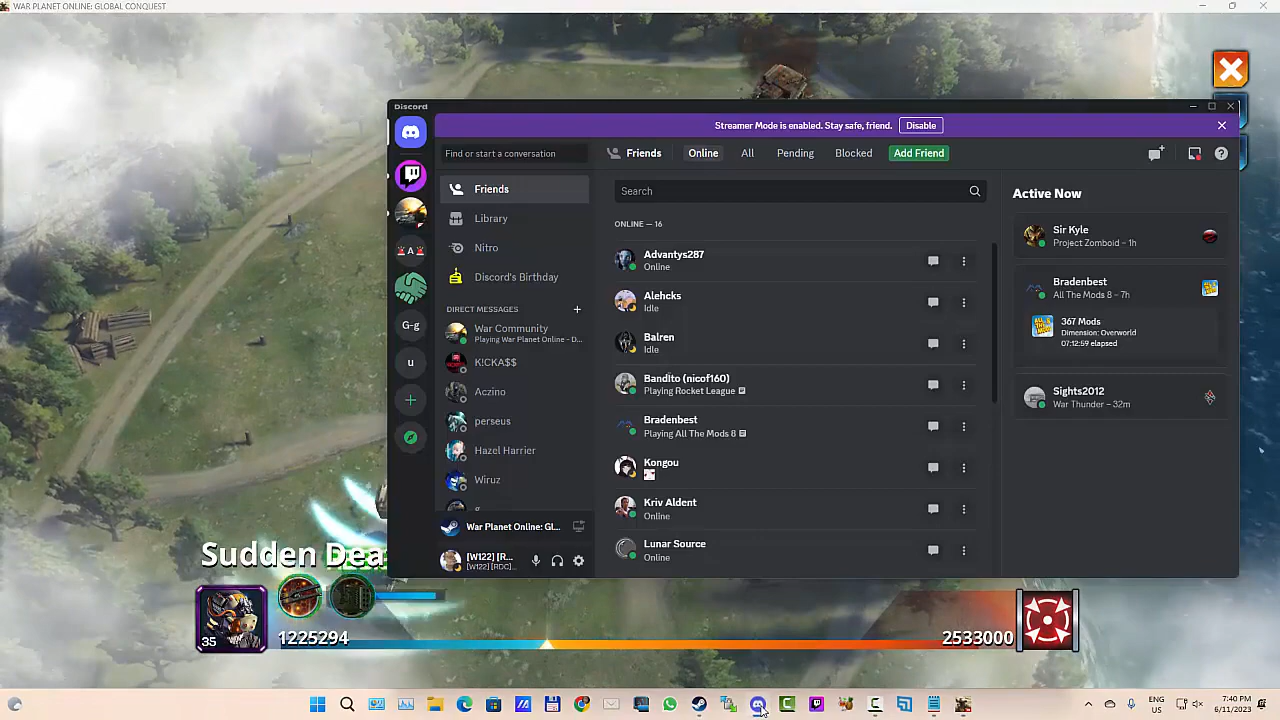 WAR PLANET ONLINE: GLOBAL CONQUEST
Discord
Streamer Mode is enabled. Stay safe, friend. Disable
Find or start a conversation
Friends Online All Pending Blocked Add Friend
Friends
Library
Nitro
Discord's Birthday
DIRECT MESSAGES
War Community
Playing War Planet Online - D...
K!CKA$$
Aczino
perseus
Hazel Harrier
Wiruz
War Planet Online: Gl...
[W122] [R...
[W122] [RDC]...
A
G-g
u
Search
ONLINE — 16
Advantys287
Online
Alehcks
Idle
Balren
Idle
Bandito (nicof160)
Playing Rocket League
Bradenbest
Playing All The Mods 8
Kongou
Kriv Aldent
Online
Lunar Source
Online
Active Now
Sir Kyle
Project Zomboid – 1h
Bradenbest
All The Mods 8 – 7h
367 Mods
Dimension: Overworld
07:12:59 elapsed
Sights2012
War Thunder – 32m
Sudden Dea
35
1225294
2533000
ENG
US
7:40 PM
6/11/2023